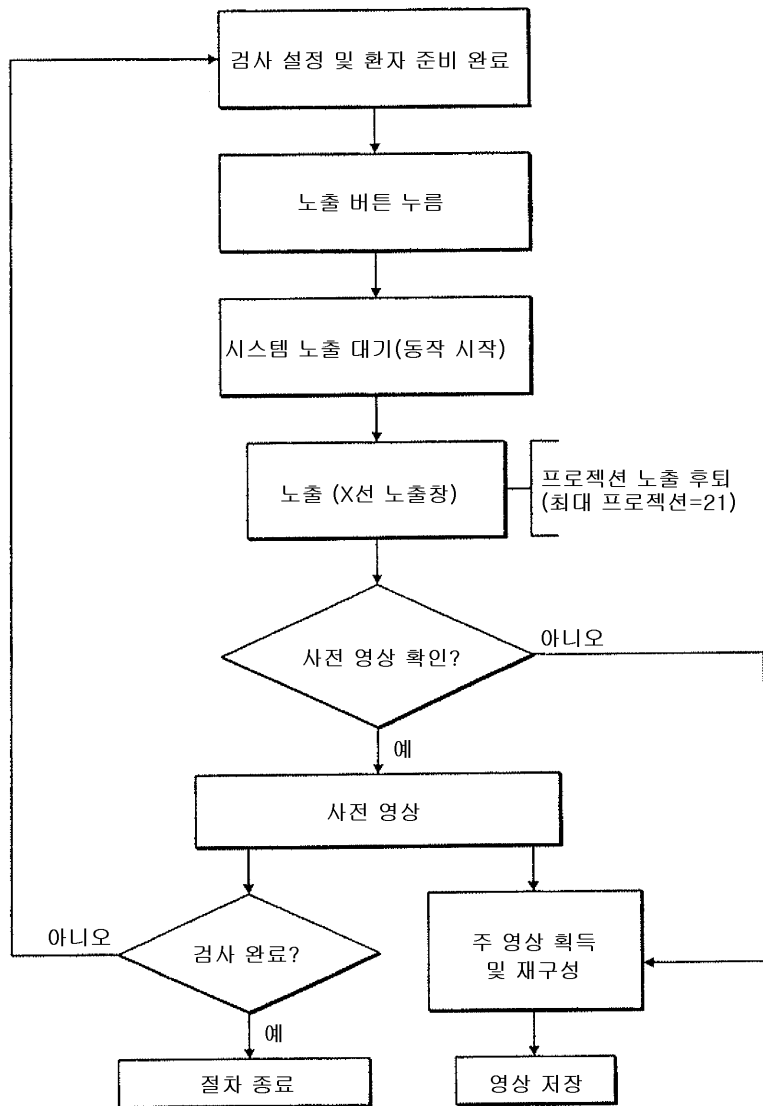 검사 설정 및 환자 준비 완료
노출 버튼 누름
시스템 노출 대기(동작 시작)
노출 (X선 노출창)
프로젝션 노출 후퇴
(최대 프로젝션=21)
사전 영상 확인?
아니오
예
사전 영상
아니오
검사 완료?
주 영상 획득
및 재구성
예
절차 종료
영상 저장